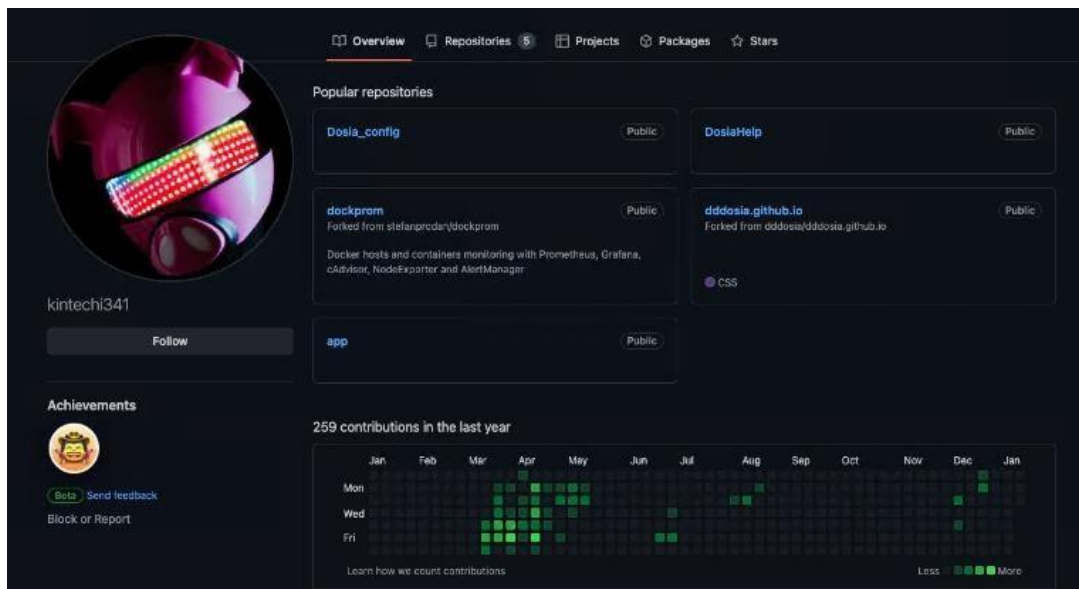 Overview Repositories 5 Projects Packages Stars
Popular repositories
Dosia_config Public
DosiaHelp Public
dockprom Public
Forked from stefanprodan/dockprom
Docker hosts and containers monitoring with Prometheus, Grafana,
cAdvisor, NodeExporter and AlertManager
dddosia.github.io Public
Forked from dddosia/dddosia.github.io
CSS
app Public
kintechi341
Follow
Achievements
Beta Send feedback
Block or Report
259 contributions in the last year
Jan Feb Mar Apr May Jun Jul Aug Sep Oct Nov Dec Jan
Mon
Wed
Fri
Learn how we count contributions
Less More